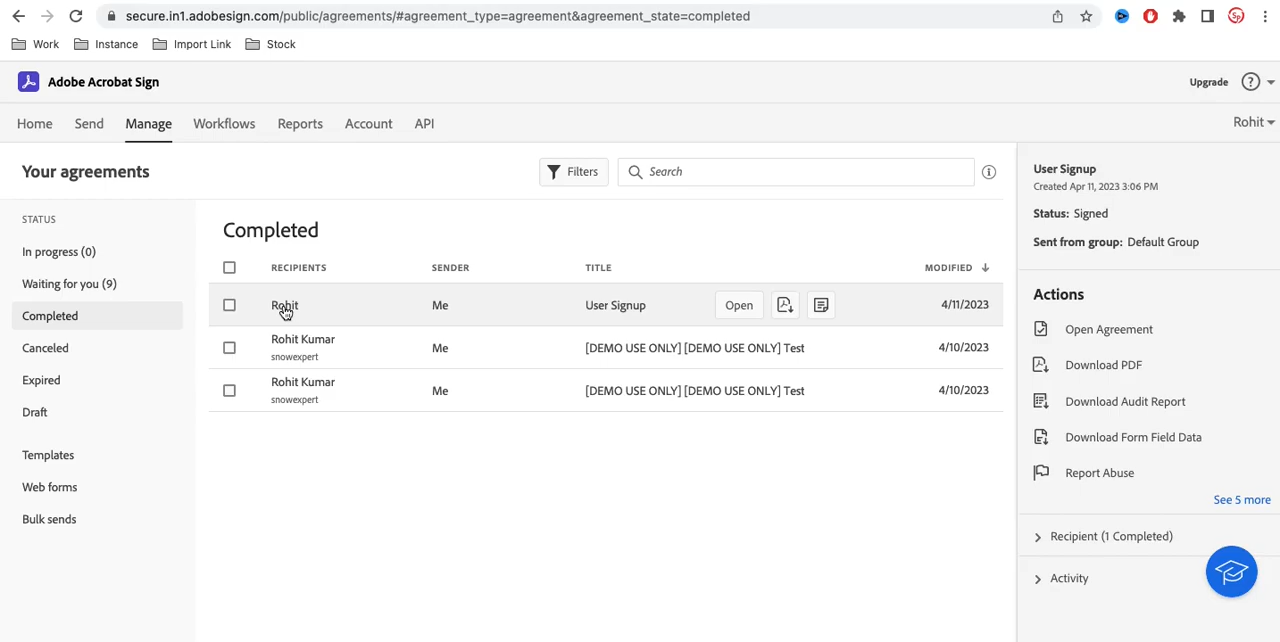 secure.in1.adobesign.com/public/agreements/#agreement_type=agreement&agreement_state=completed
Sp
Work Instance Import Link Stock
Adobe Acrobat Sign Upgrade ?
Home Send Manage Workflows Reports Account API Rohit
Your agreements Filters Search
STATUS
In progress (0)
Waiting for you (9)
Completed
Canceled
Expired
Draft
Templates
Web forms
Bulk sends
Completed
RECIPIENTS SENDER TITLE MODIFIED
Rohit Me User Signup Open 4/11/2023
Rohit Kumar
snowexpert Me [DEMO USE ONLY] [DEMO USE ONLY] Test 4/10/2023
Rohit Kumar
snowexpert Me [DEMO USE ONLY] [DEMO USE ONLY] Test 4/10/2023
User Signup
Created Apr 11, 2023 3:06 PM
Status: Signed
Sent from group: Default Group
Actions
Open Agreement
Download PDF
Download Audit Report
Download Form Field Data
Report Abuse
See 5 more
Recipient (1 Completed)
Activity